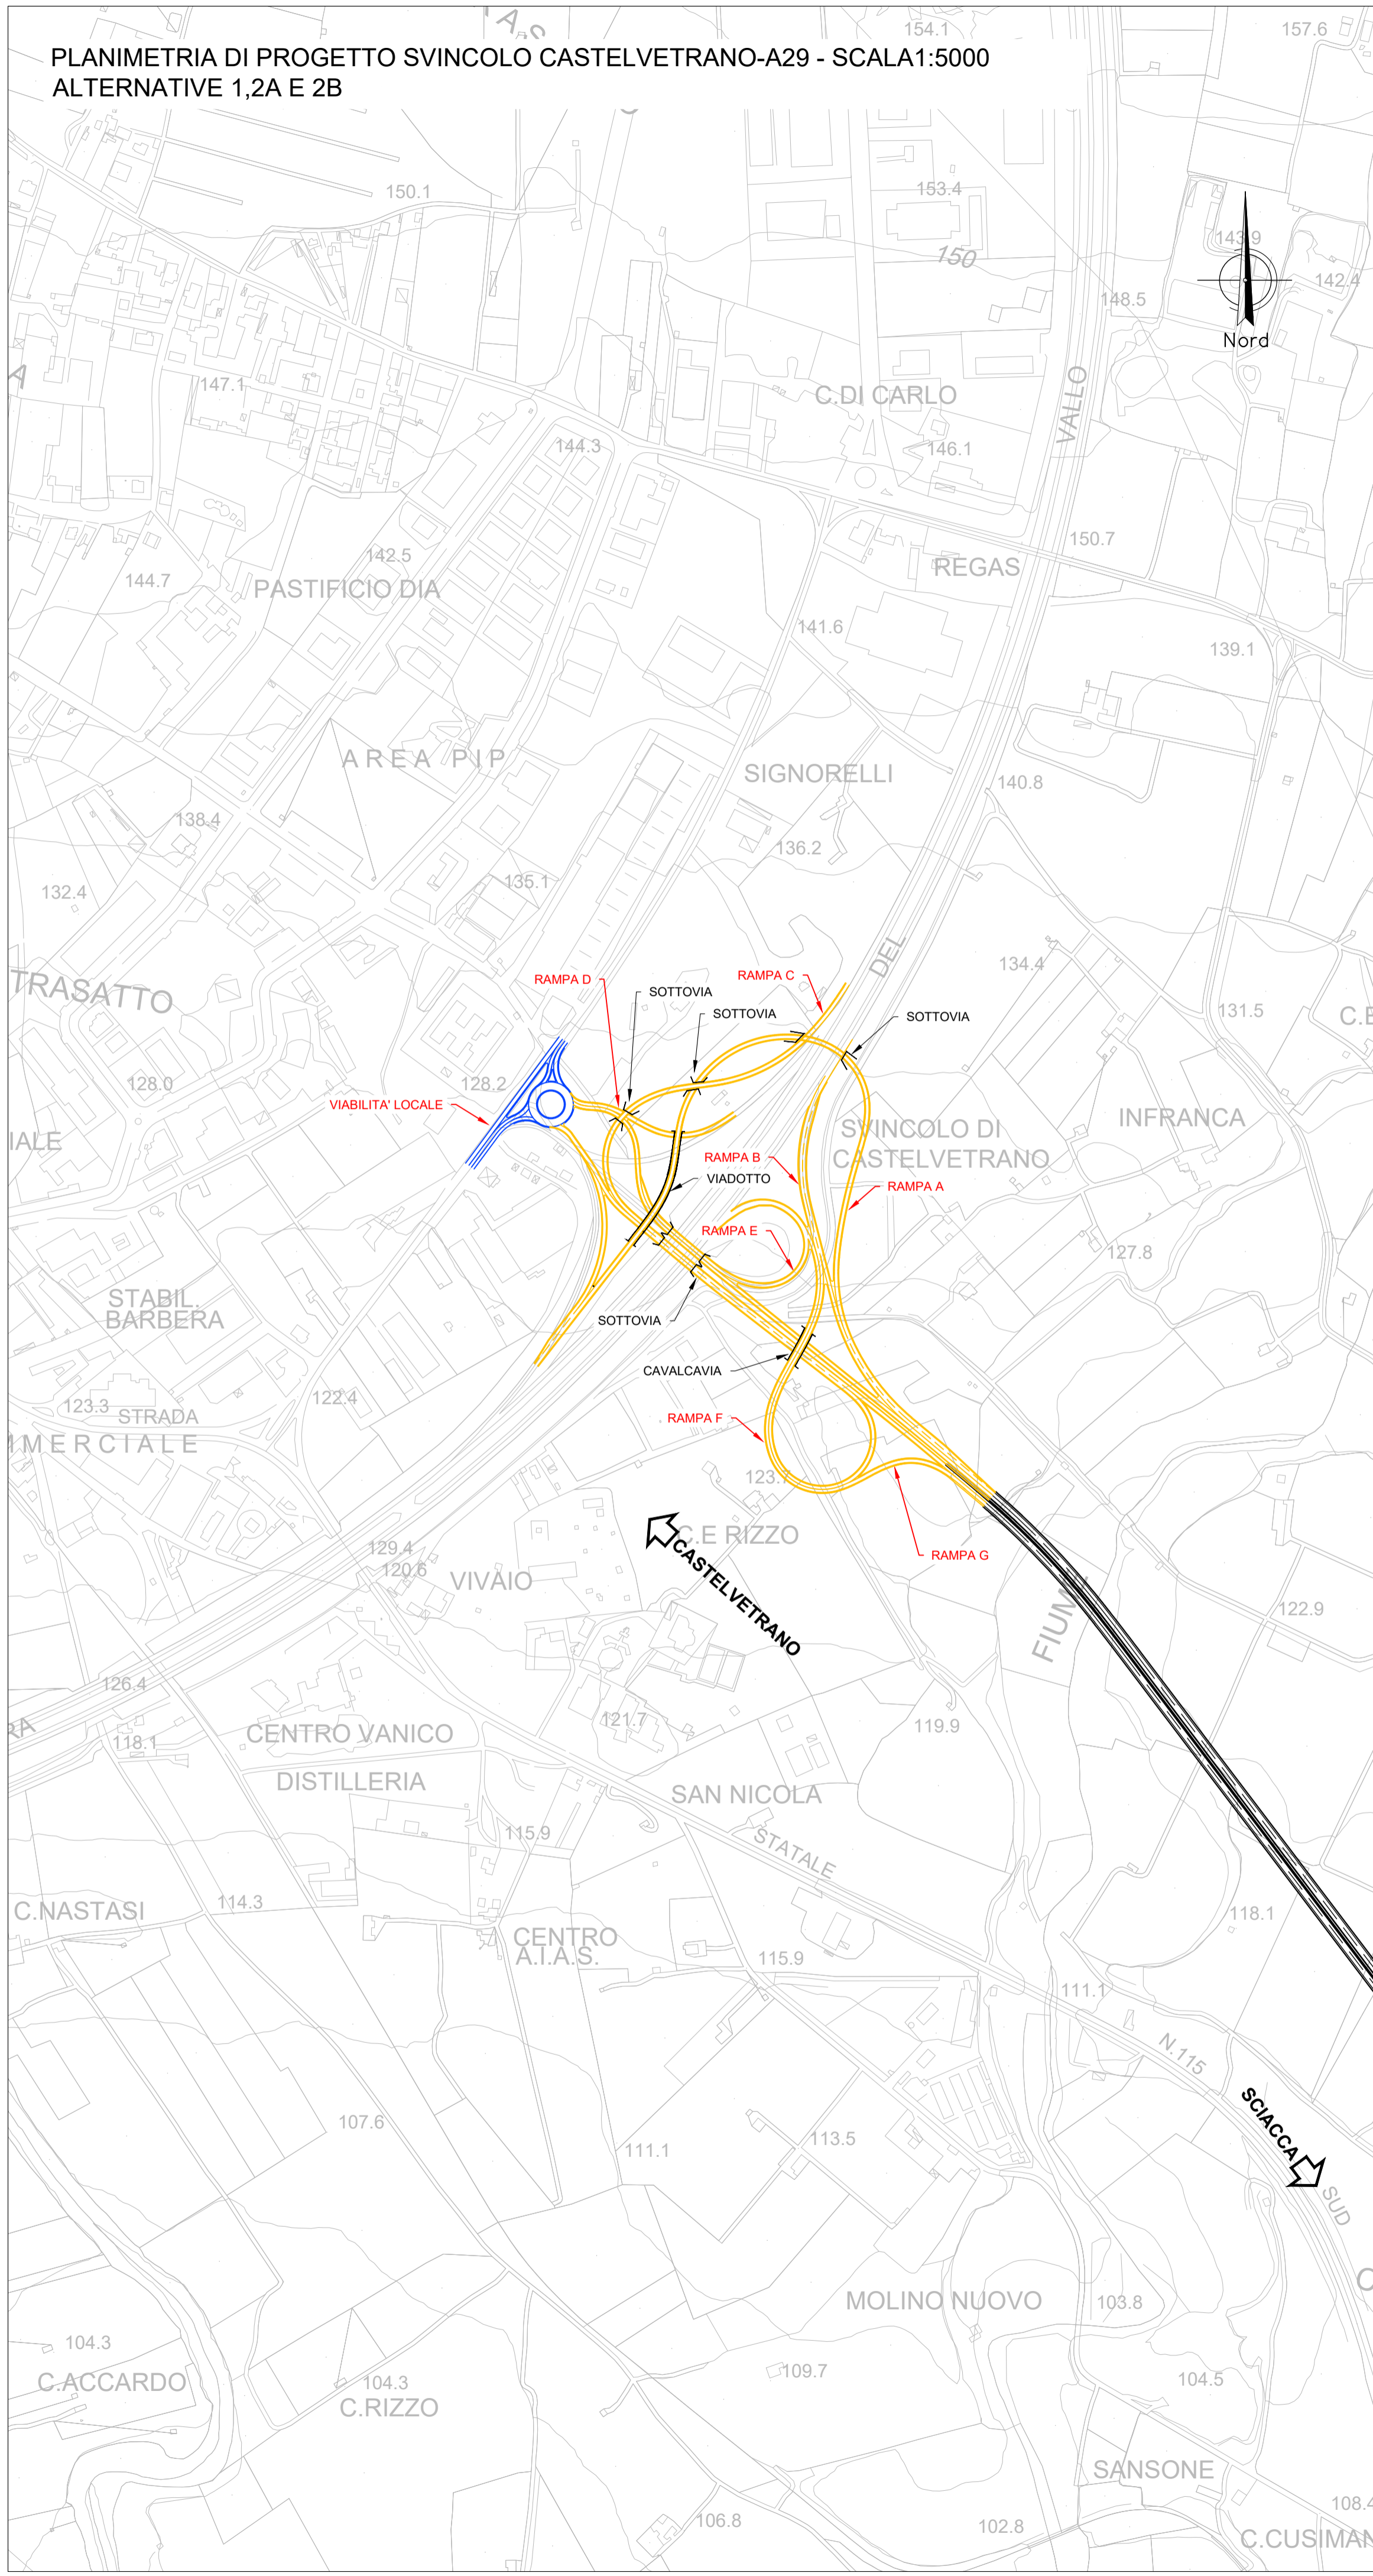 PLANIMETRIA DI PROGETTO SVINCOLO CASTELVETRANO-A29 - SCALA1:5000
ALTERNATIVE 1,2A E 2B
154.1
157.6
150.1
153.4
150
143.9
142.4
148.5
Nord
147.1
C.DI CARLO
VALLO
144.3
146.1
150.7
142.5
144.7
PASTIFICIO DIA
REGAS
141.6
139.1
AREA PIP
SIGNORELLI
140.8
138.4
136.2
135.1
132.4
DEL
134.4
TRASATTO
RAMPA D
SOTTOVIA
RAMPA C
SOTTOVIA
SOTTOVIA
131.5
128.0
128.2
VIABILITA' LOCALE
INFRANCA
IALE
SVINCOLO DI
CASTELVETRANO
RAMPA B
VIADOTTO
RAMPA A
RAMPA E
127.8
STABIL.
BARBERA
SOTTOVIA
CAVALCAVIA
122.4
123.3
STRADA
RAMPA F
MMERCIALE
123.7
C.E RIZZO
CASTELVETRANO
RAMPA G
129.4
120.6
VIVAIO
122.9
FIUM
126.4
RA
118.1
CENTRO VANICO
121.7
119.9
DISTILLERIA
SAN NICOLA
115.9
STATALE
114.3
C.NASTASI
118.1
CENTRO
A.I.A.S.
115.9
111.1
N.115
SCIACCA
107.6
111.1
113.5
SUD
MOLINO NUOVO
103.8
104.3
109.7
C.ACCARDO
104.3
104.5
C.RIZZO
SANSONE
106.8
102.8
108.4
C.CUSIMAN